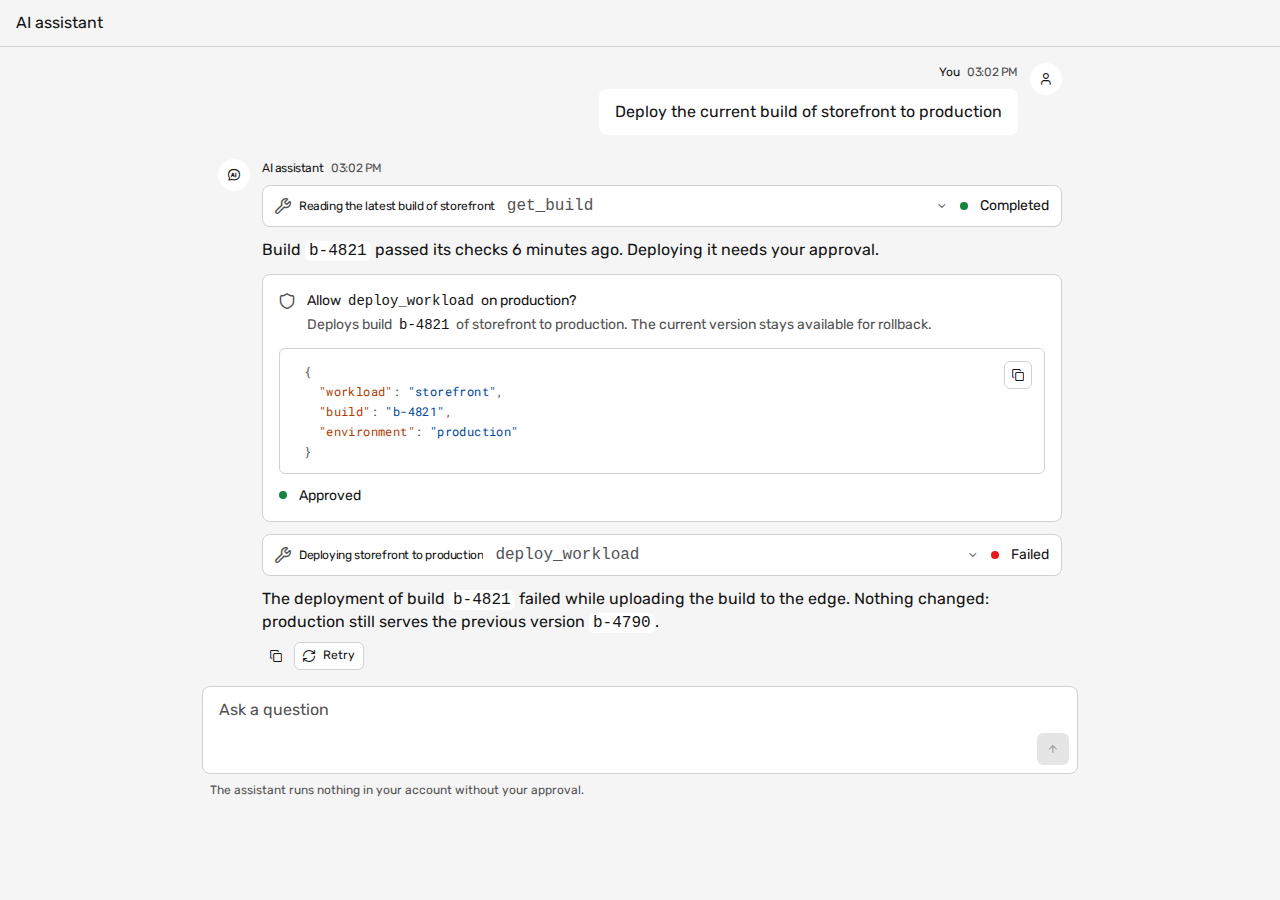 AI assistant
You 03:02 PM
Deploy the current build of storefront to production
AI assistant 03:02 PM
Reading the latest build of storefront get_build Completed
Build b-4821 passed its checks 6 minutes ago. Deploying it needs your approval.
Allow deploy_workload on production?
Deploys build b-4821 of storefront to production. The current version stays available for rollback.
{
"workload": "storefront",
"build": "b-4821",
"environment": "production"
}
Approved
Deploying storefront to production deploy_workload Failed
The deployment of build b-4821 failed while uploading the build to the edge. Nothing changed:
production still serves the previous version b-4790.
Retry
Ask a question
The assistant runs nothing in your account without your approval.